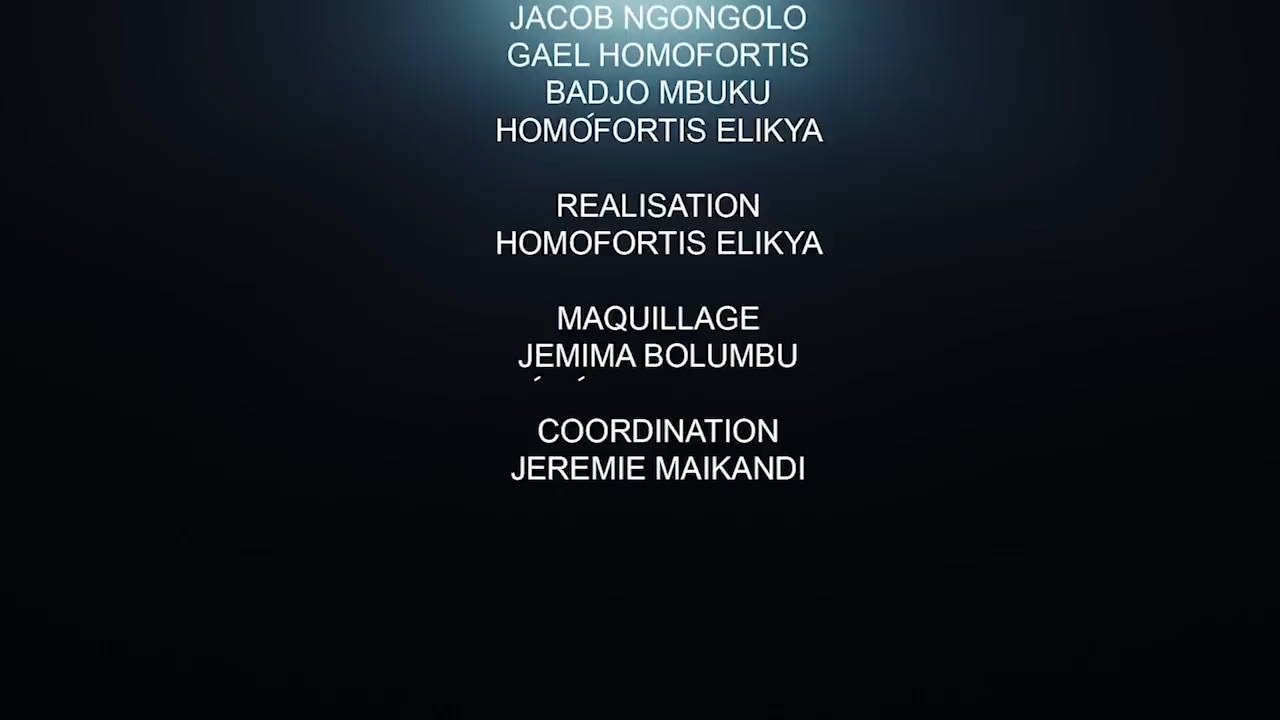 JACOB NGONGOLO
GAEL HOMOFORTIS
BADJO MBUKU
HOMOFORTIS ELIKYA
REALISATION
HOMOFORTIS ELIKYA
MAQUILLAGE
JEMIMA BOLUMBU
COORDINATION
JEREMIE MAIKANDI